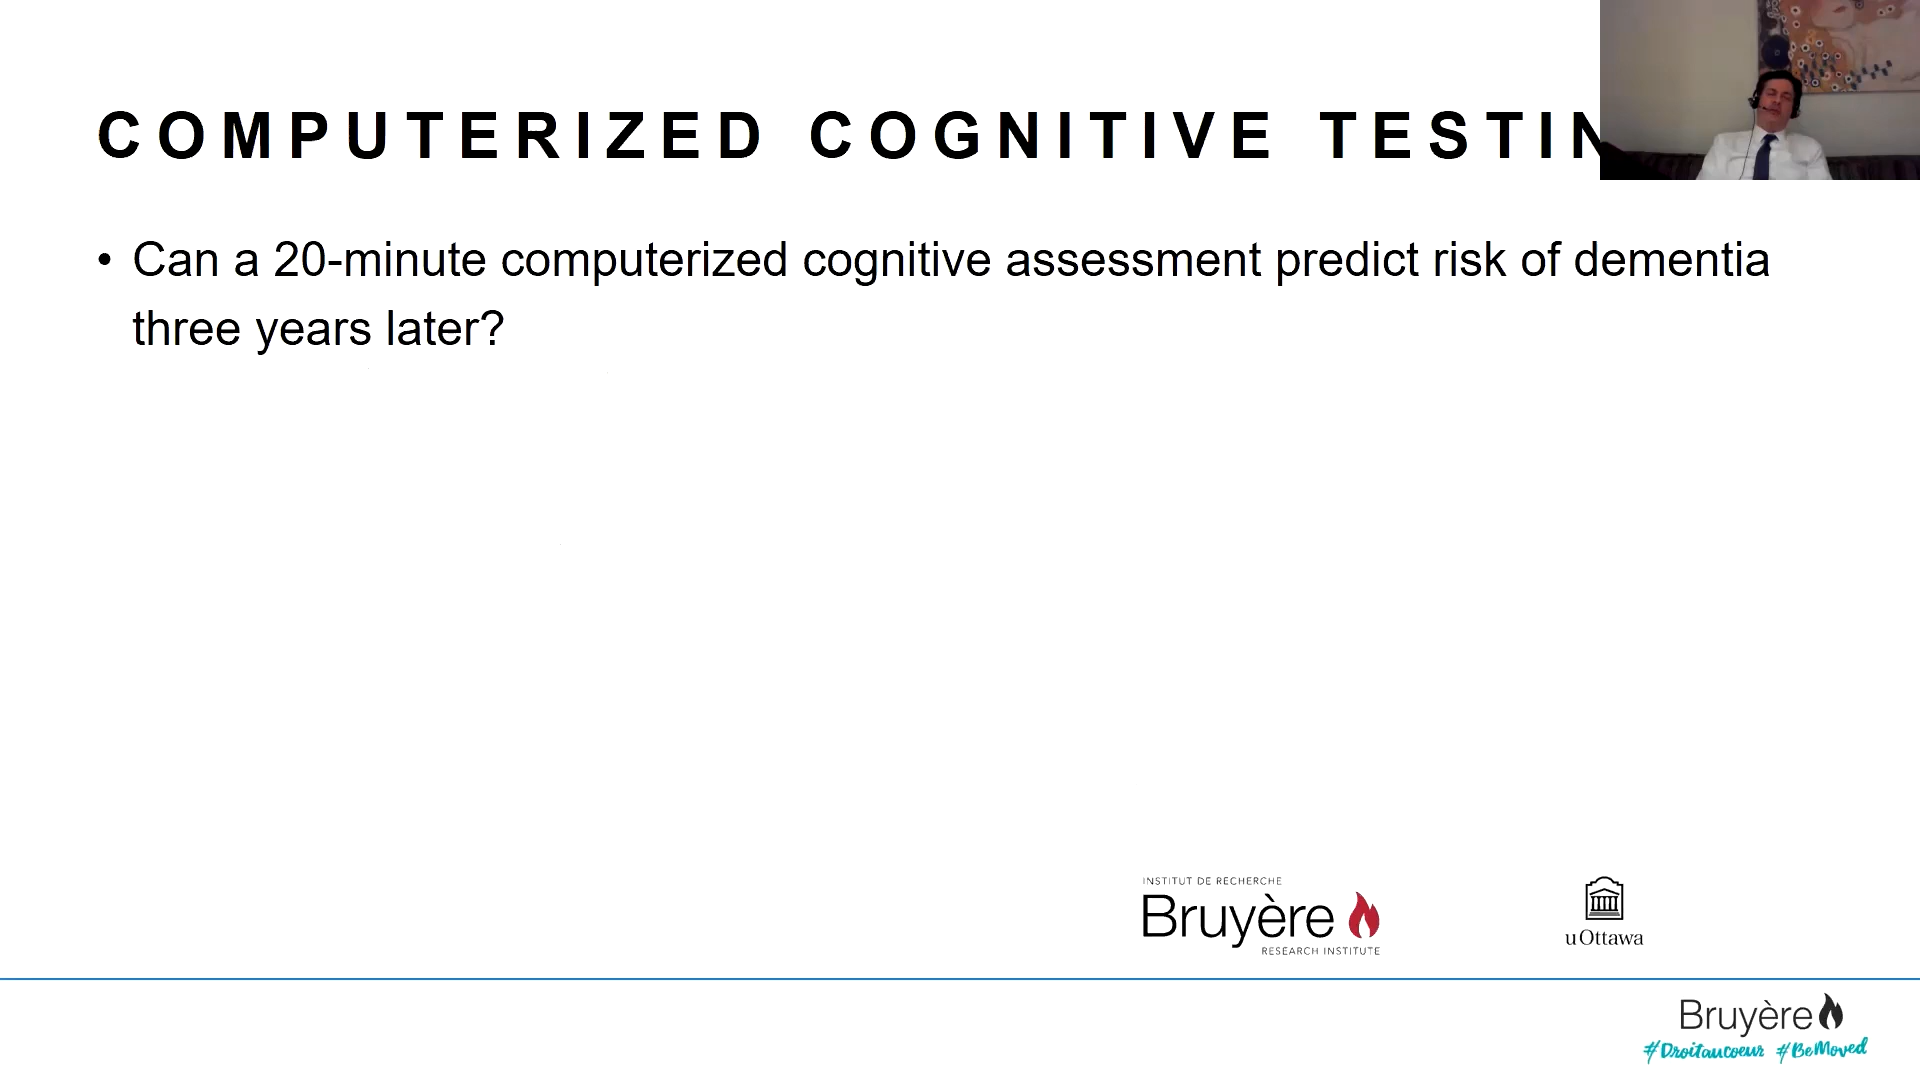 COMPUTERIZED COGNITIVE TESTIN
• Can a 20-minute computerized cognitive assessment predict risk of dementia
three years later?
INSTITUT DE RECHERCHE
Bruyère
RESEARCH INSTITUTE
uOttawa
Bruyère
#Droitaucoeur #BeMoved